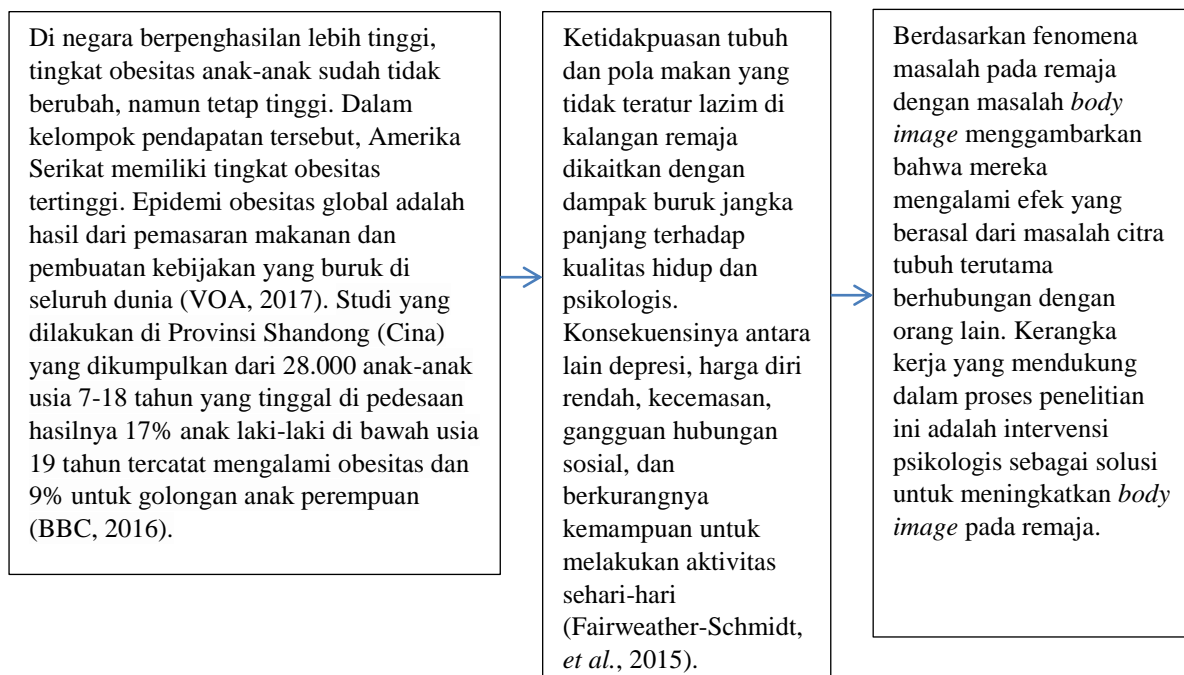 Di negara berpenghasilan lebih tinggi,
tingkat obesitas anak-anak sudah tidak
berubah, namun tetap tinggi. Dalam
kelompok pendapatan tersebut, Amerika
Serikat memiliki tingkat obesitas
tertinggi. Epidemi obesitas global adalah
hasil dari pemasaran makanan dan
pembuatan kebijakan yang buruk di
seluruh dunia (VOA, 2017). Studi yang
dilakukan di Provinsi Shandong (Cina)
yang dikumpulkan dari 28.000 anak-anak
usia 7-18 tahun yang tinggal di pedesaan
hasilnya 17% anak laki-laki di bawah usia
19 tahun tercatat mengalami obesitas dan
9% untuk golongan anak perempuan
(BBC, 2016).
Ketidakpuasan tubuh
dan pola makan yang
tidak teratur lazim di
kalangan remaja
dikaitkan dengan
dampak buruk jangka
panjang terhadap
kualitas hidup dan
psikologis.
Konsekuensinya antara
lain depresi, harga diri
rendah, kecemasan,
gangguan hubungan
sosial, dan
berkurangnya
kemampuan untuk
melakukan aktivitas
sehari-hari
(Fairweather-Schmidt,
et al., 2015).
Berdasarkan fenomena
masalah pada remaja
dengan masalah body
image menggambarkan
bahwa mereka
mengalami efek yang
berasal dari masalah citra
tubuh terutama
berhubungan dengan
orang lain. Kerangka
kerja yang mendukung
dalam proses penelitian
ini adalah intervensi
psikologis sebagai solusi
untuk meningkatkan body
image pada remaja.